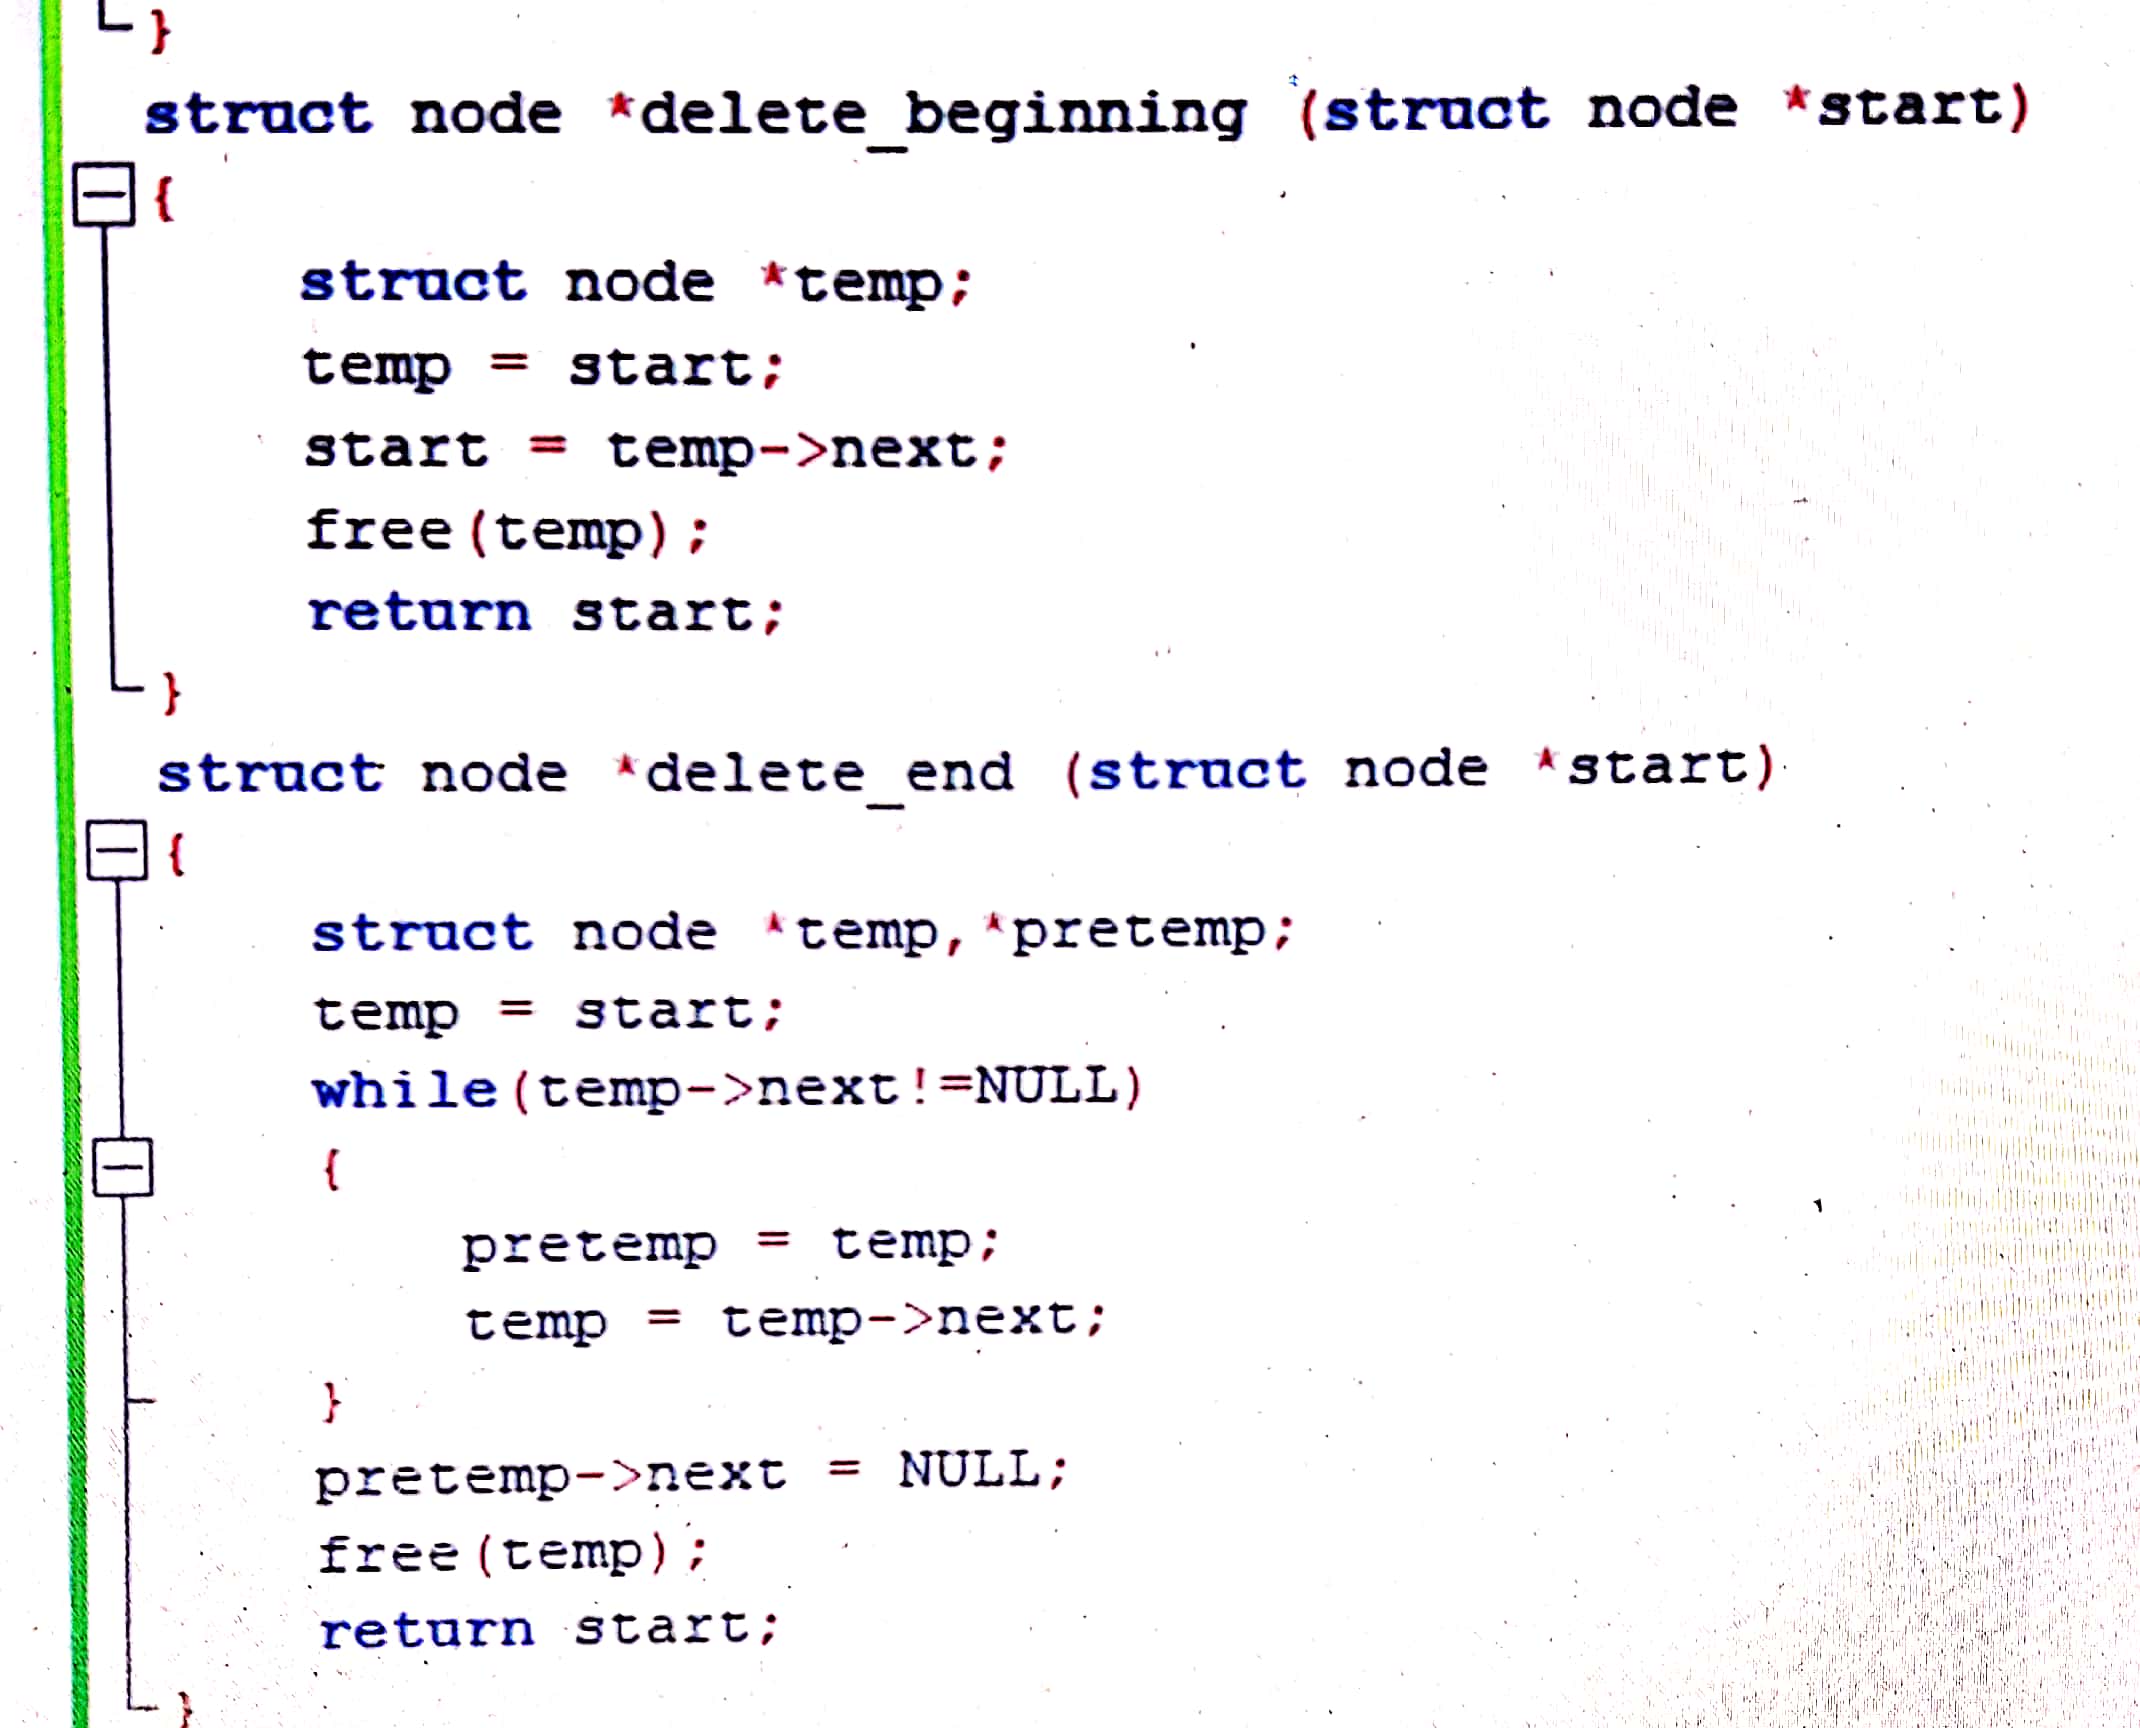 }
struct node *delete_beginning (struct node *start)
{
struct node *temp;
temp = start;
start = temp->next;
free(temp);
return start;
}
struct node *delete_end (struct node *start)
{
struct node *temp,*pretemp;
temp = start;
while(temp->next!=NULL)
{
pretemp = temp;
temp = temp->next;
}
pretemp->next = NULL;
free(temp);
return start;
}